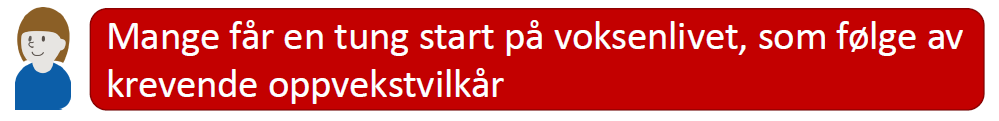 Mange får en tung start på voksenlivet, som følge av
krevende oppvekstvilkår